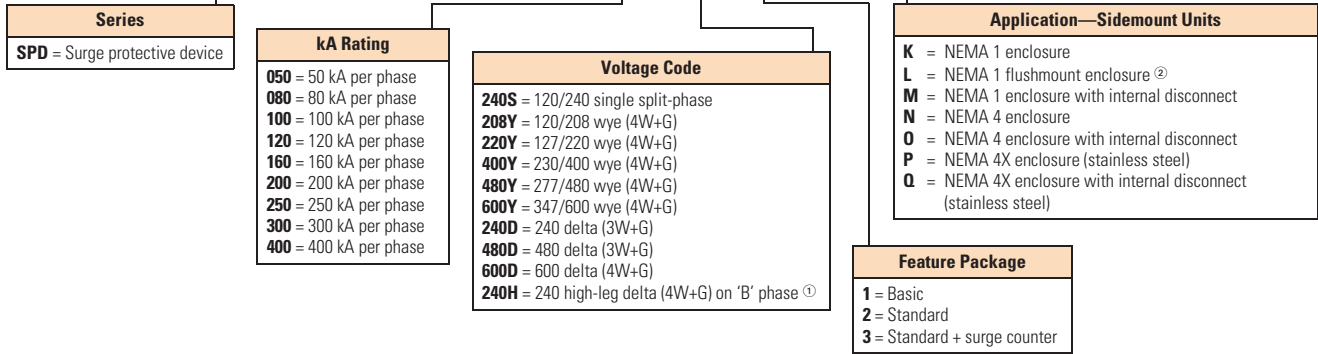 Series
SPD = Surge protective device
kA Rating
050 = 50 kA per phase
080 = 80 kA per phase
100 = 100 kA per phase
120 = 120 kA per phase
160 = 160 kA per phase
200 = 200 kA per phase
250 = 250 kA per phase
300 = 300 kA per phase
400 = 400 kA per phase
Voltage Code
240S = 120/240 single split-phase
208Y = 120/208 wye (4W+G)
220Y = 127/220 wye (4W+G)
400Y = 230/400 wye (4W+G)
480Y = 277/480 wye (4W+G)
600Y = 347/600 wye (4W+G)
240D = 240 delta (3W+G)
480D = 480 delta (3W+G)
600D = 600 delta (4W+G)
240H = 240 high-leg delta (4W+G) on ‘B’ phase ①
Feature Package
1 = Basic
2 = Standard
3 = Standard + surge counter
Application—Sidemount Units
K = NEMA 1 enclosure
L = NEMA 1 flushmount enclosure ②
M = NEMA 1 enclosure with internal disconnect
N = NEMA 4 enclosure
O = NEMA 4 enclosure with internal disconnect
P = NEMA 4X enclosure (stainless steel)
Q = NEMA 4X enclosure with internal disconnect
(stainless steel)